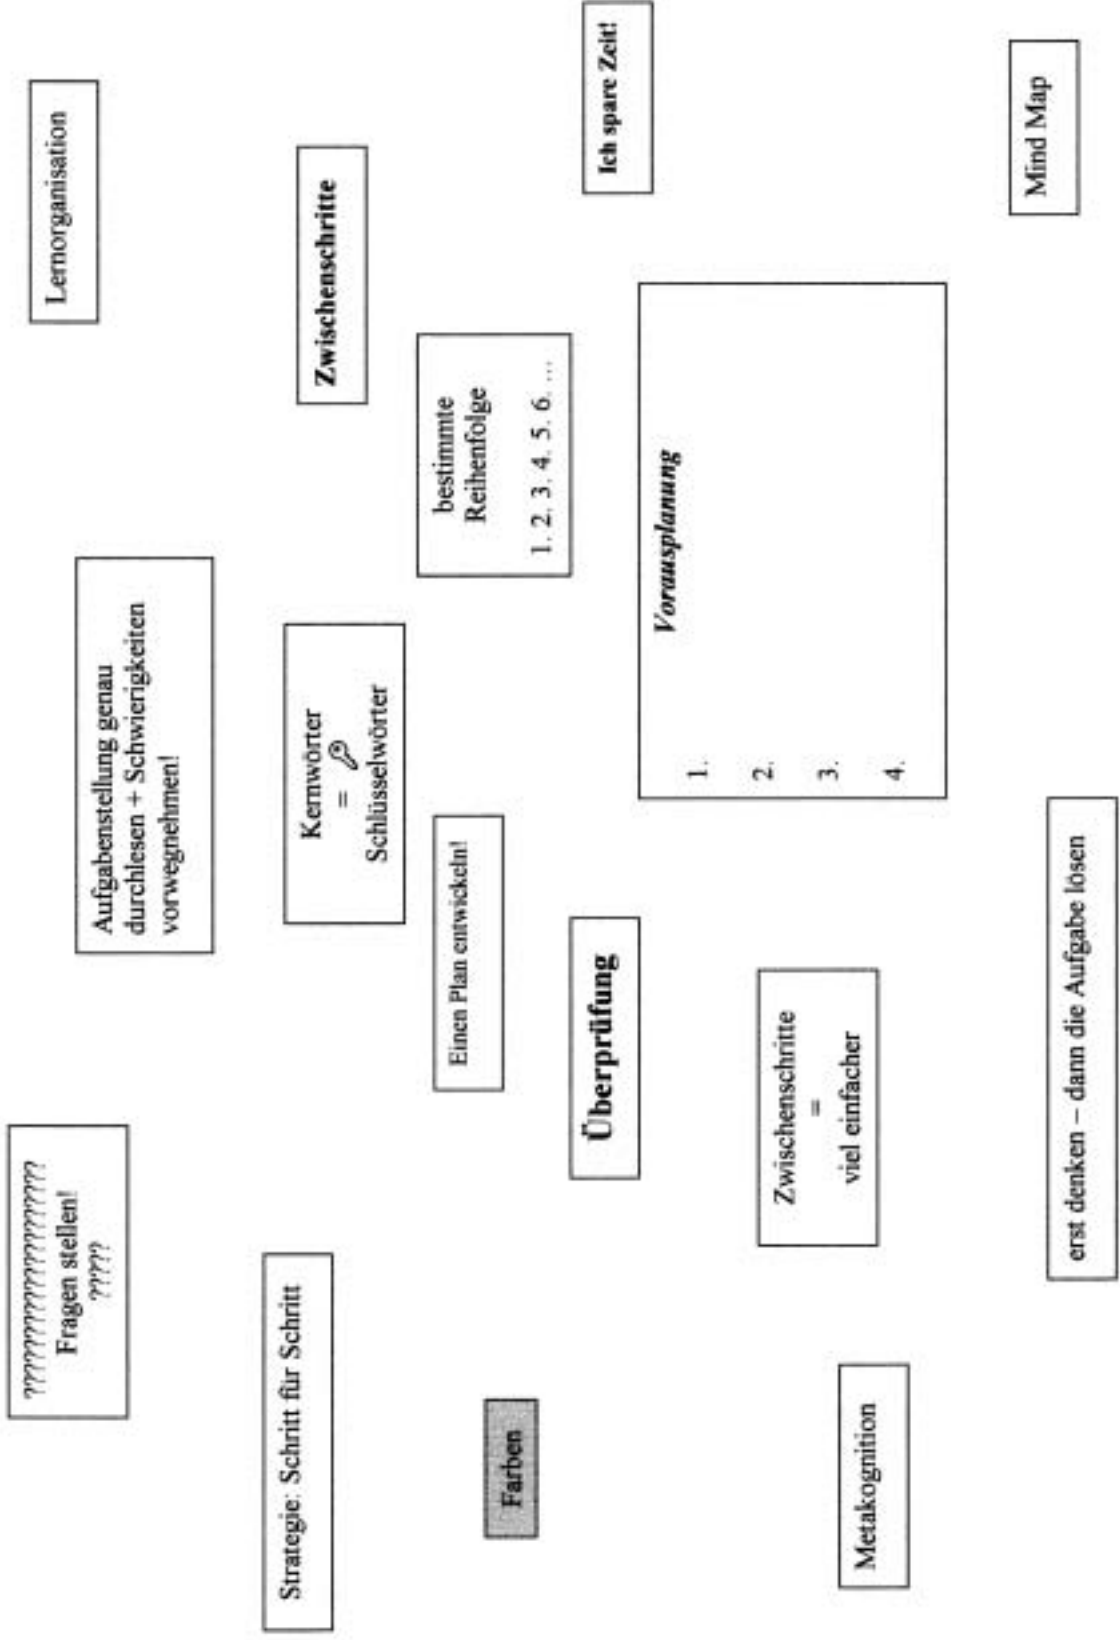 ?????????????????????
Fragen stellen!
?????
Aufgabenstellung genau
durchlesen + Schwierigkeiten
vorwegnehmen!
Lernorganisation
Strategie: Schritt für Schritt
Kernwörter
=
Schlüsselwörter
Zwischenschritte
Einen Plan entwickeln!
bestimmte
Reihenfolge
1. 2. 3. 4. 5. 6. …
Farben
Überprüfung
Ich spare Zeit!
Vorausplanung
1.
2.
3.
4.
Zwischenschritte
=
viel einfacher
Metakognition
Mind Map
erst denken – dann die Aufgabe lösen